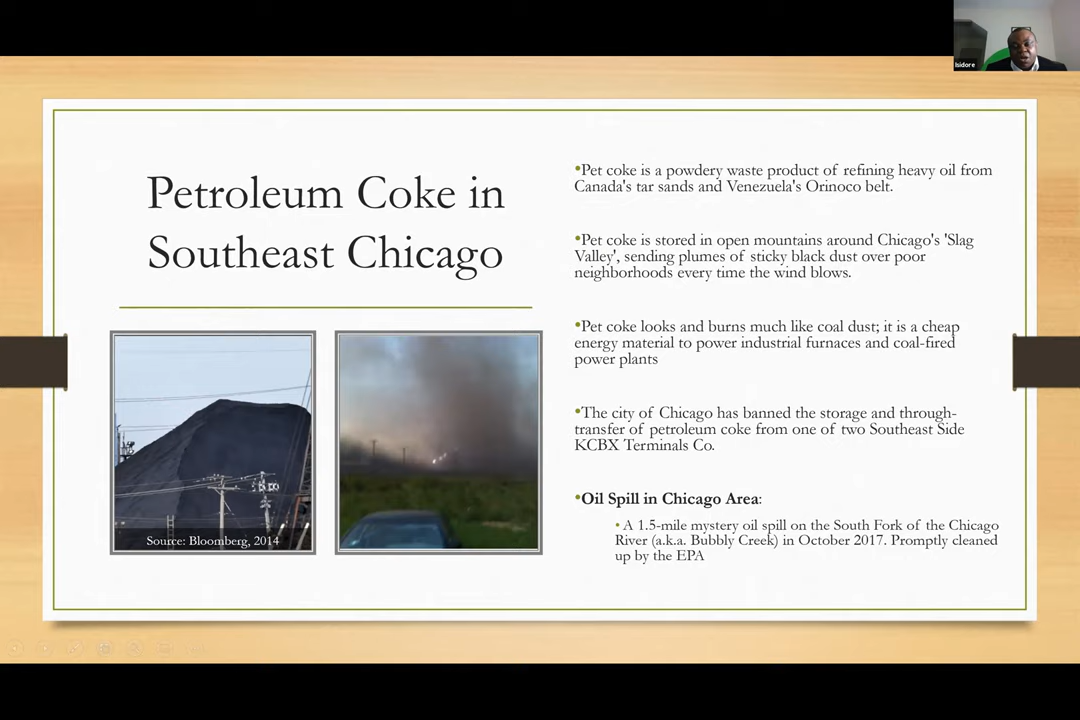 Isidore
Petroleum Coke in
Southeast Chicago
Source: Bloomberg, 2014
•Pet coke is a powdery waste product of refining heavy oil from
Canada's tar sands and Venezuela's Orinoco belt.
•Pet coke is stored in open mountains around Chicago's 'Slag
Valley', sending plumes of sticky black dust over poor
neighborhoods every time the wind blows.
•Pet coke looks and burns much like coal dust; it is a cheap
energy material to power industrial furnaces and coal-fired
power plants
•The city of Chicago has banned the storage and through-
transfer of petroleum coke from one of two Southeast Side
KCBX Terminals Co.
•Oil Spill in Chicago Area:
• A 1.5-mile mystery oil spill on the South Fork of the Chicago
River (a.k.a. Bubbly Creek) in October 2017. Promptly cleaned
up by the EPA